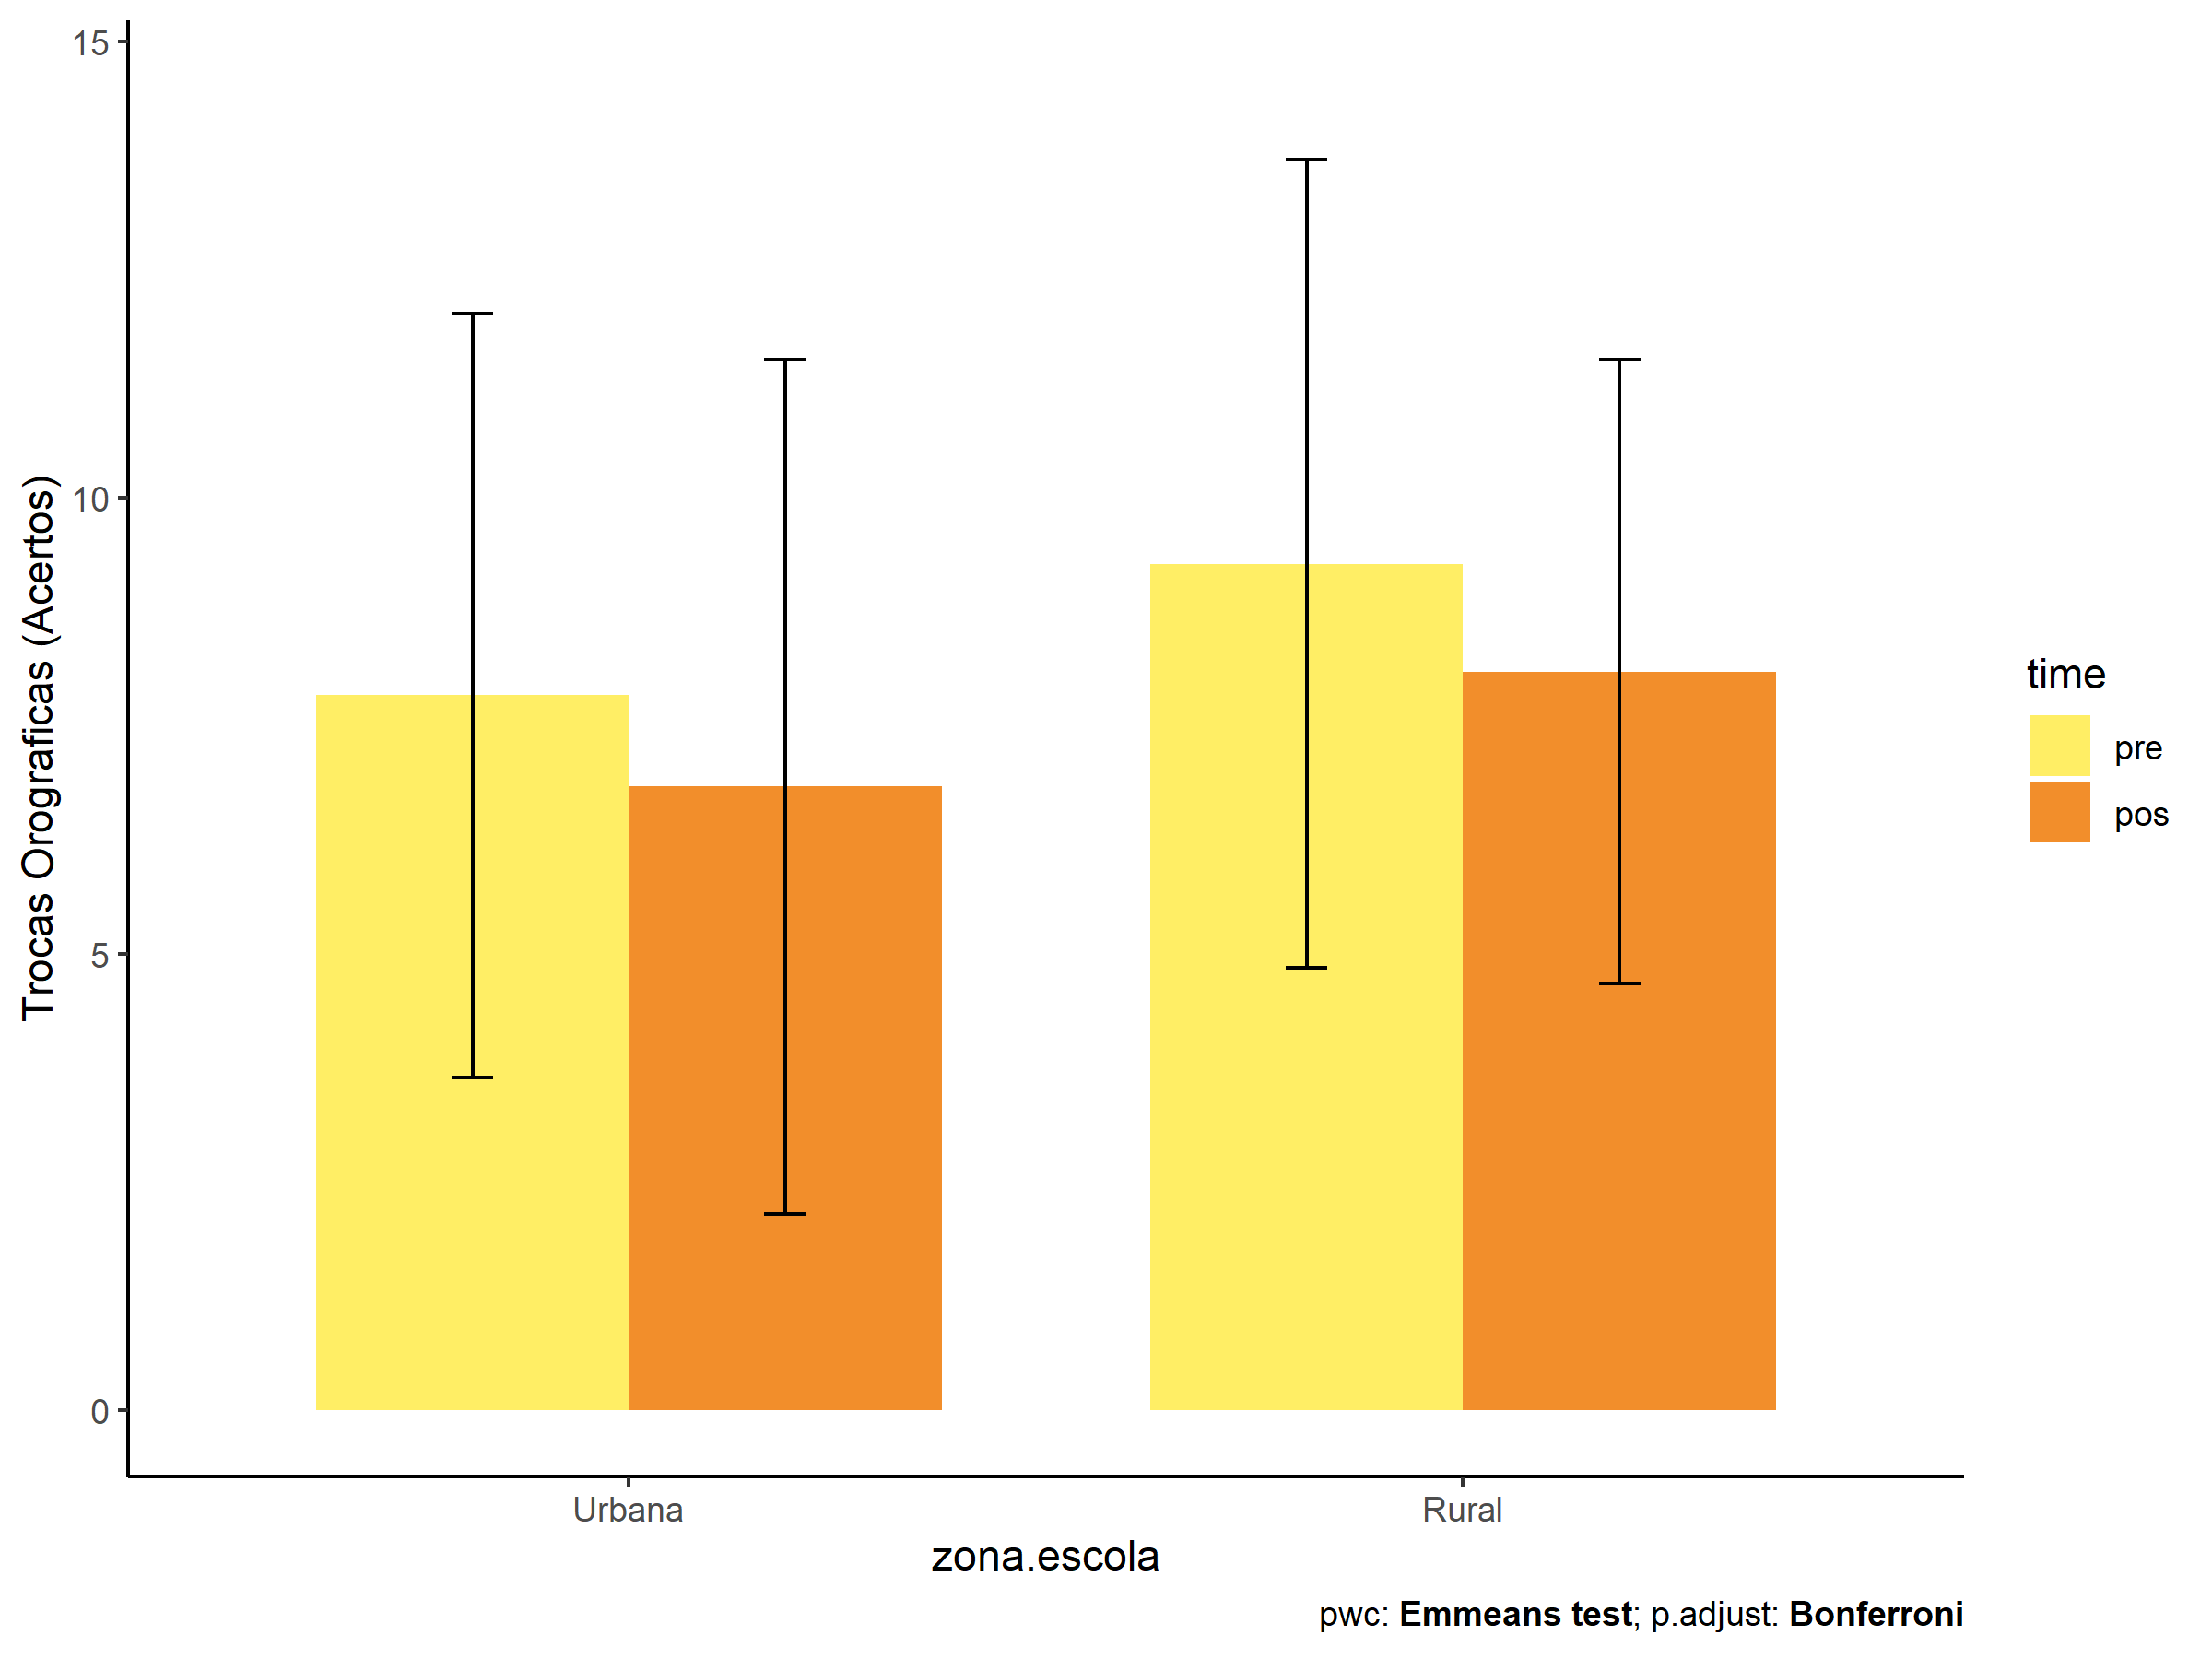 15
10
5
0
Trocas Orograficas (Acertos)
Urbana
Rural
zona.escola
time
pre
pos
pwc: Emmeans test; p.adjust: Bonferroni